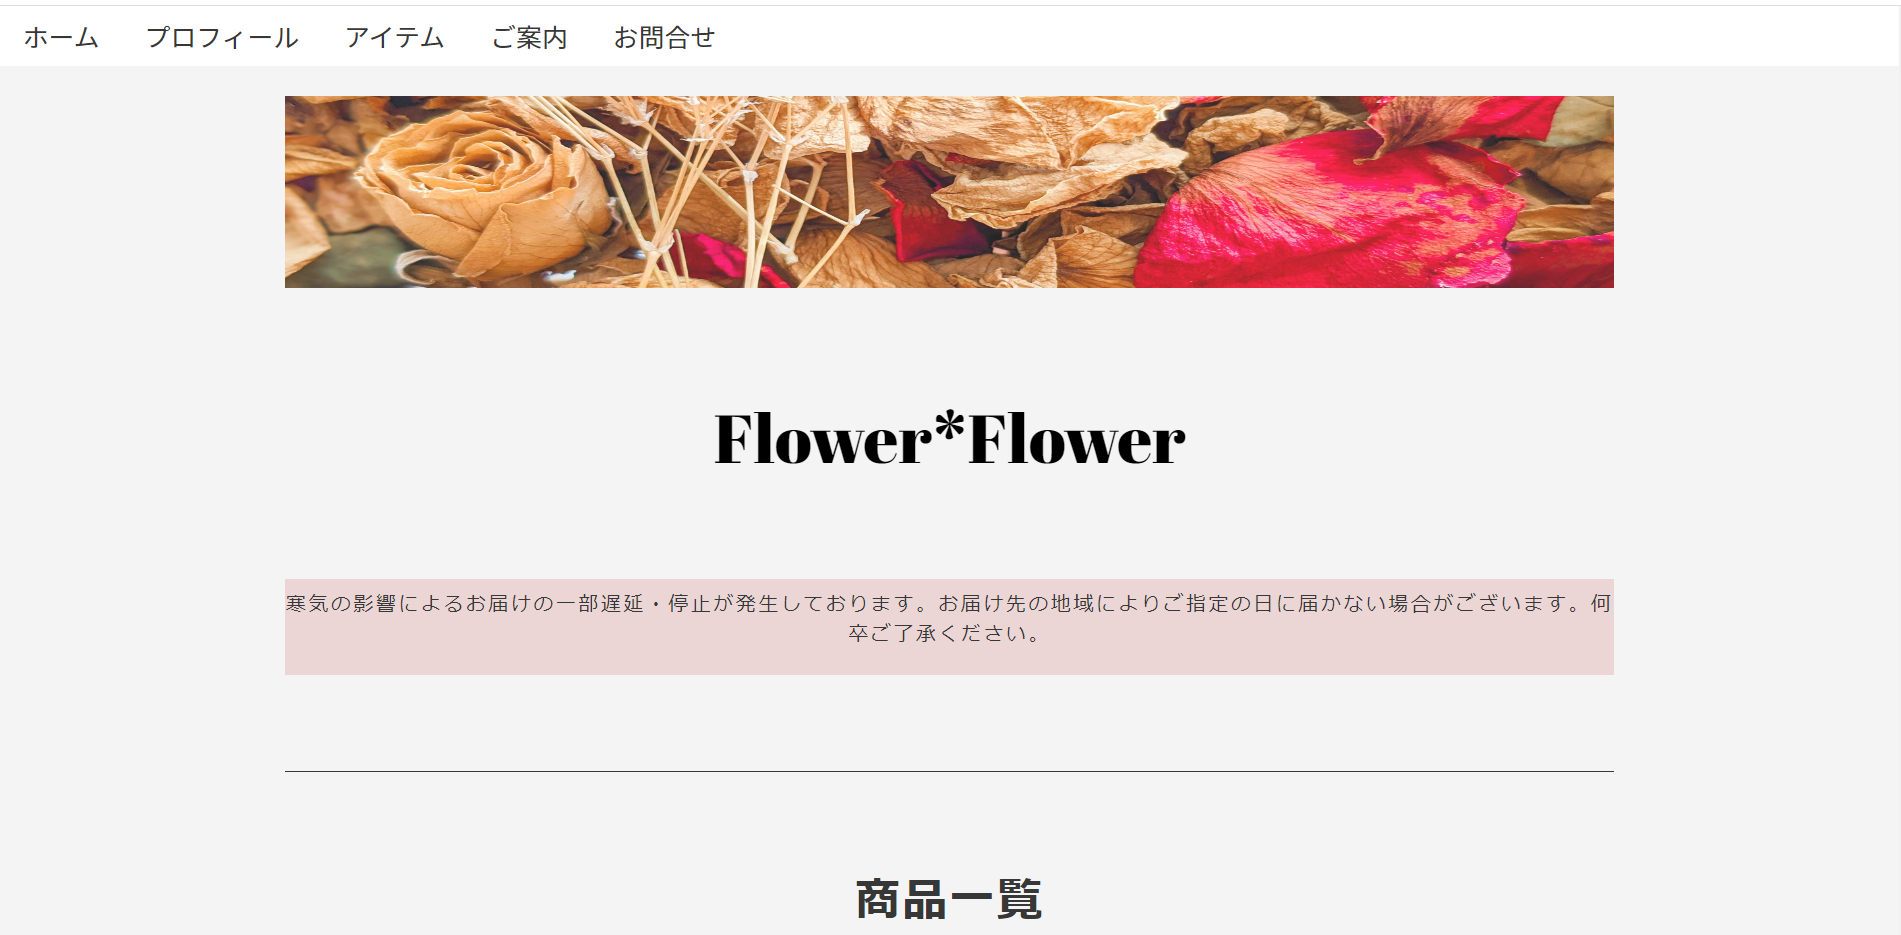 ホーム プロフィール アイテム ご案内 お問合せ
Flower*Flower
寒気の影響によるお届けの一部遅延・停止が発生しております。お届け先の地域によりご指定の日に届かない場合がございます。何
卒ご了承ください。
商品一覧